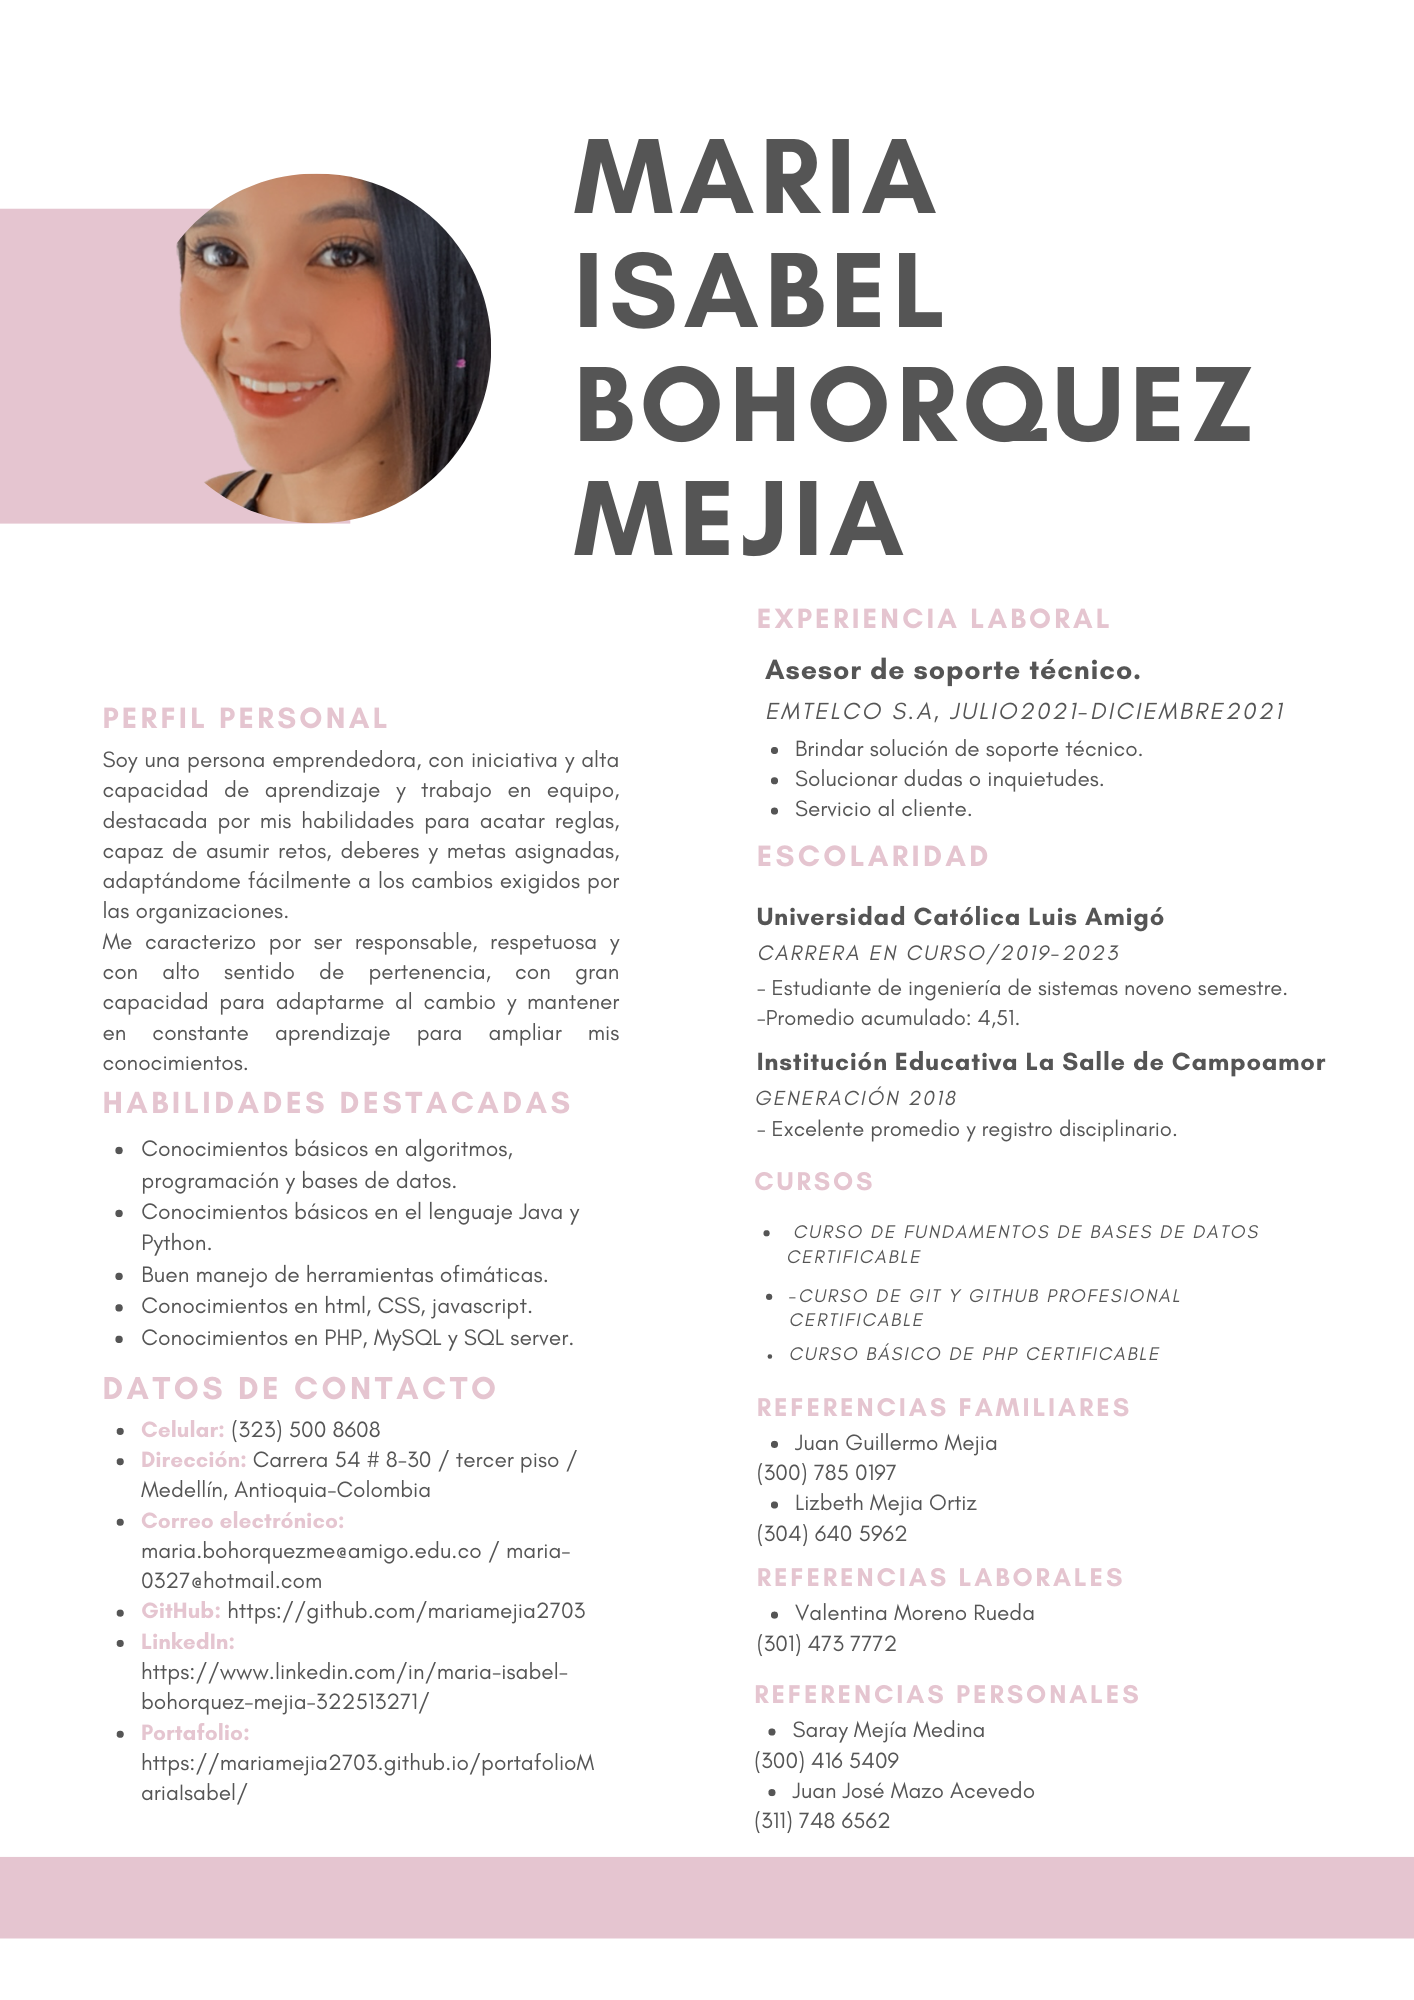 MARIA
ISABEL
BOHORQUEZ
MEJIA
PERFIL PERSONAL
Soy una persona emprendedora, con iniciativa y alta
capacidad de aprendizaje y trabajo en equipo,
destacada por mis habilidades para acatar reglas,
capaz de asumir retos, deberes y metas asignadas,
adaptándome fácilmente a los cambios exigidos por
las organizaciones.
Me caracterizo por ser responsable, respetuosa y
con alto sentido de pertenencia, con gran
capacidad para adaptarme al cambio y mantener
en constante aprendizaje para ampliar mis
conocimientos.
HABILIDADES DESTACADAS
• Conocimientos básicos en algoritmos,
programación y bases de datos.
• Conocimientos básicos en el lenguaje Java y
Python.
• Buen manejo de herramientas ofimáticas.
• Conocimientos en html, CSS, javascript.
• Conocimientos en PHP, MySQL y SQL server.
DATOS DE CONTACTO
• Celular: (323) 500 8608
• Dirección: Carrera 54 # 8-30 / tercer piso /
Medellín, Antioquia-Colombia
• Correo electrónico:
maria.bohorquezme@amigo.edu.co / maria-
0327@hotmail.com
• GitHub: https://github.com/mariamejia2703
• LinkedIn:
https://www.linkedin.com/in/maria-isabel-
bohorquez-mejia-322513271/
• Portafolio:
https://mariamejia2703.github.io/portafolioM
ariaIsabel/
EXPERIENCIA LABORAL
Asesor de soporte técnico.
EMTELCO S.A, JULIO2021-DICIEMBRE2021
• Brindar solución de soporte técnico.
• Solucionar dudas o inquietudes.
• Servicio al cliente.
ESCOLARIDAD
Universidad Católica Luis Amigó
CARRERA EN CURSO/2019-2023
- Estudiante de ingeniería de sistemas noveno semestre.
-Promedio acumulado: 4,51.
Institución Educativa La Salle de Campoamor
GENERACIÓN 2018
- Excelente promedio y registro disciplinario.
CURSOS
• CURSO DE FUNDAMENTOS DE BASES DE DATOS
CERTIFICABLE
• -CURSO DE GIT Y GITHUB PROFESIONAL
CERTIFICABLE
• CURSO BÁSICO DE PHP CERTIFICABLE
REFERENCIAS FAMILIARES
• Juan Guillermo Mejia
(300) 785 0197
• Lizbeth Mejia Ortiz
(304) 640 5962
REFERENCIAS LABORALES
• Valentina Moreno Rueda
(301) 473 7772
REFERENCIAS PERSONALES
• Saray Mejía Medina
(300) 416 5409
• Juan José Mazo Acevedo
(311) 748 6562